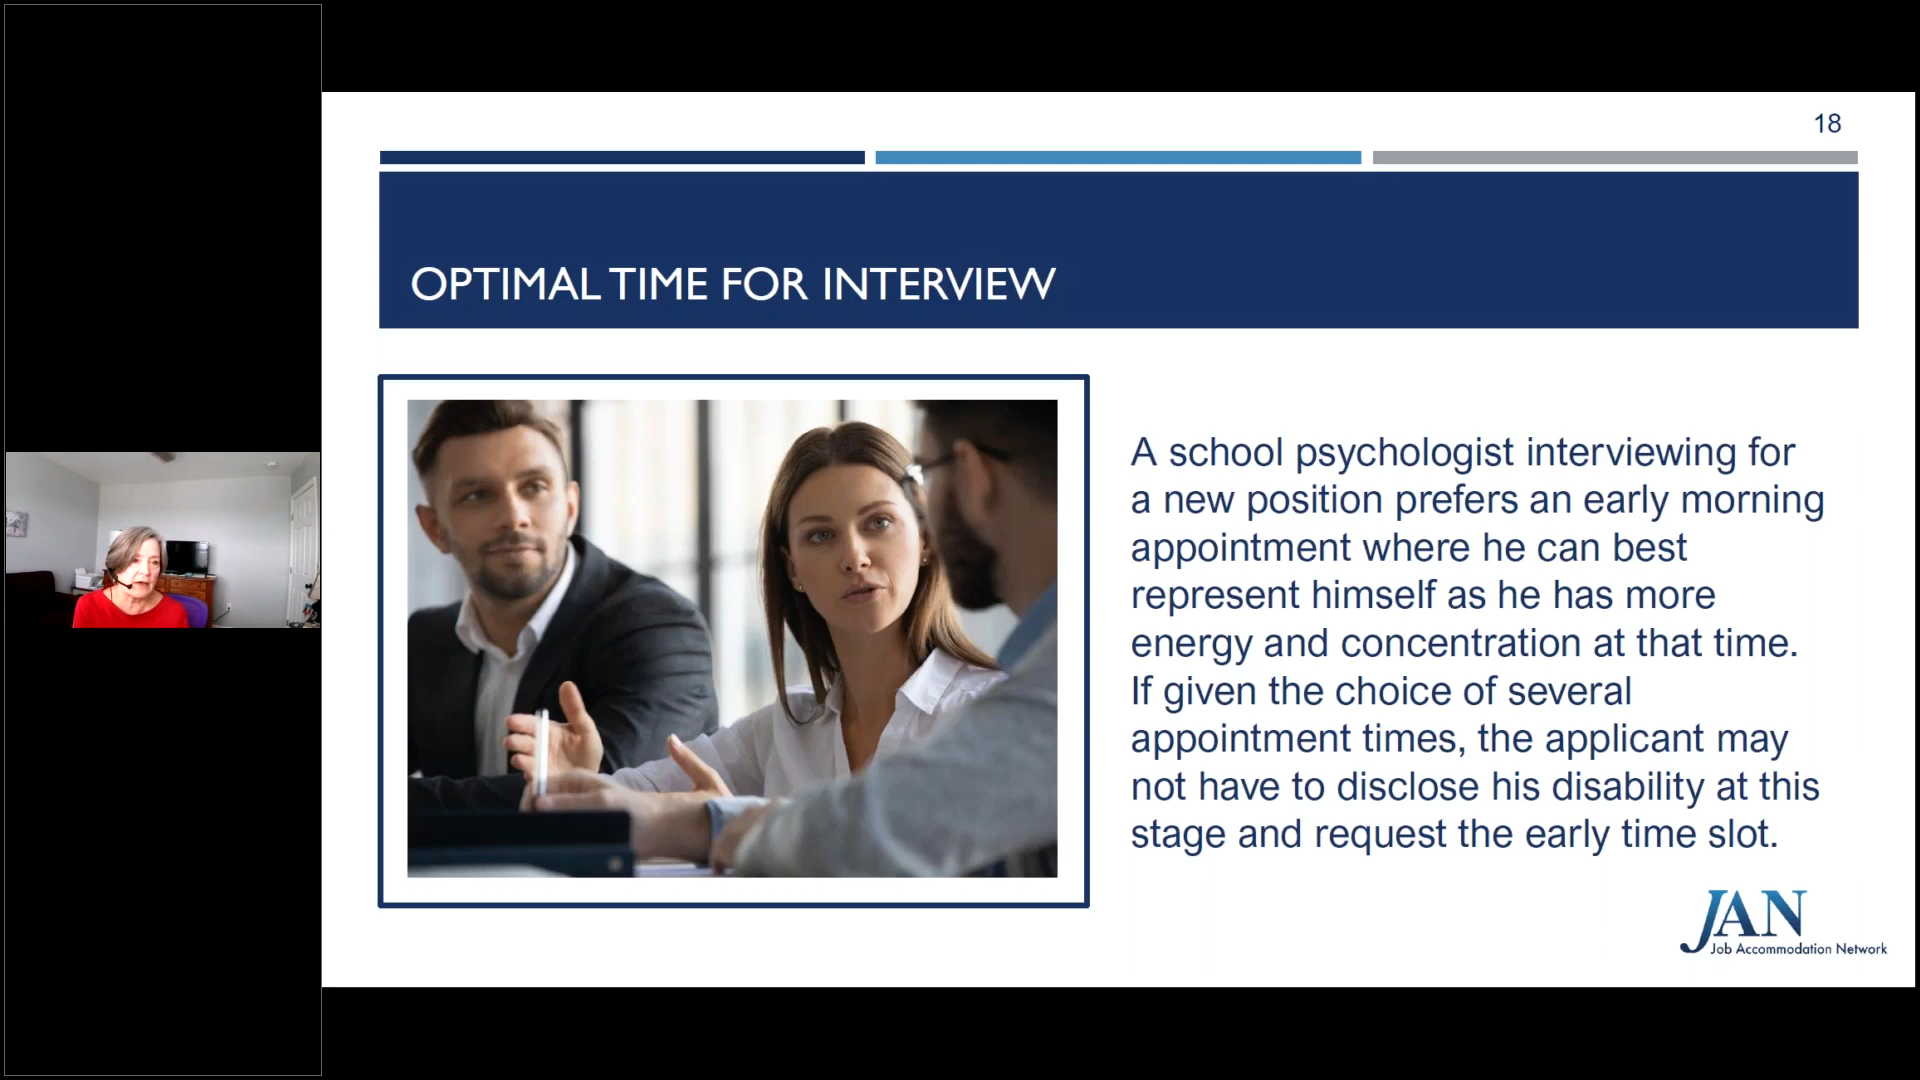 18
OPTIMAL TIME FOR INTERVIEW
A school psychologist interviewing for
a new position prefers an early morning
appointment where he can best
represent himself as he has more
energy and concentration at that time.
If given the choice of several
appointment times, the applicant may
not have to disclose his disability at this
stage and request the early time slot.
JAN
Job Accommodation Network